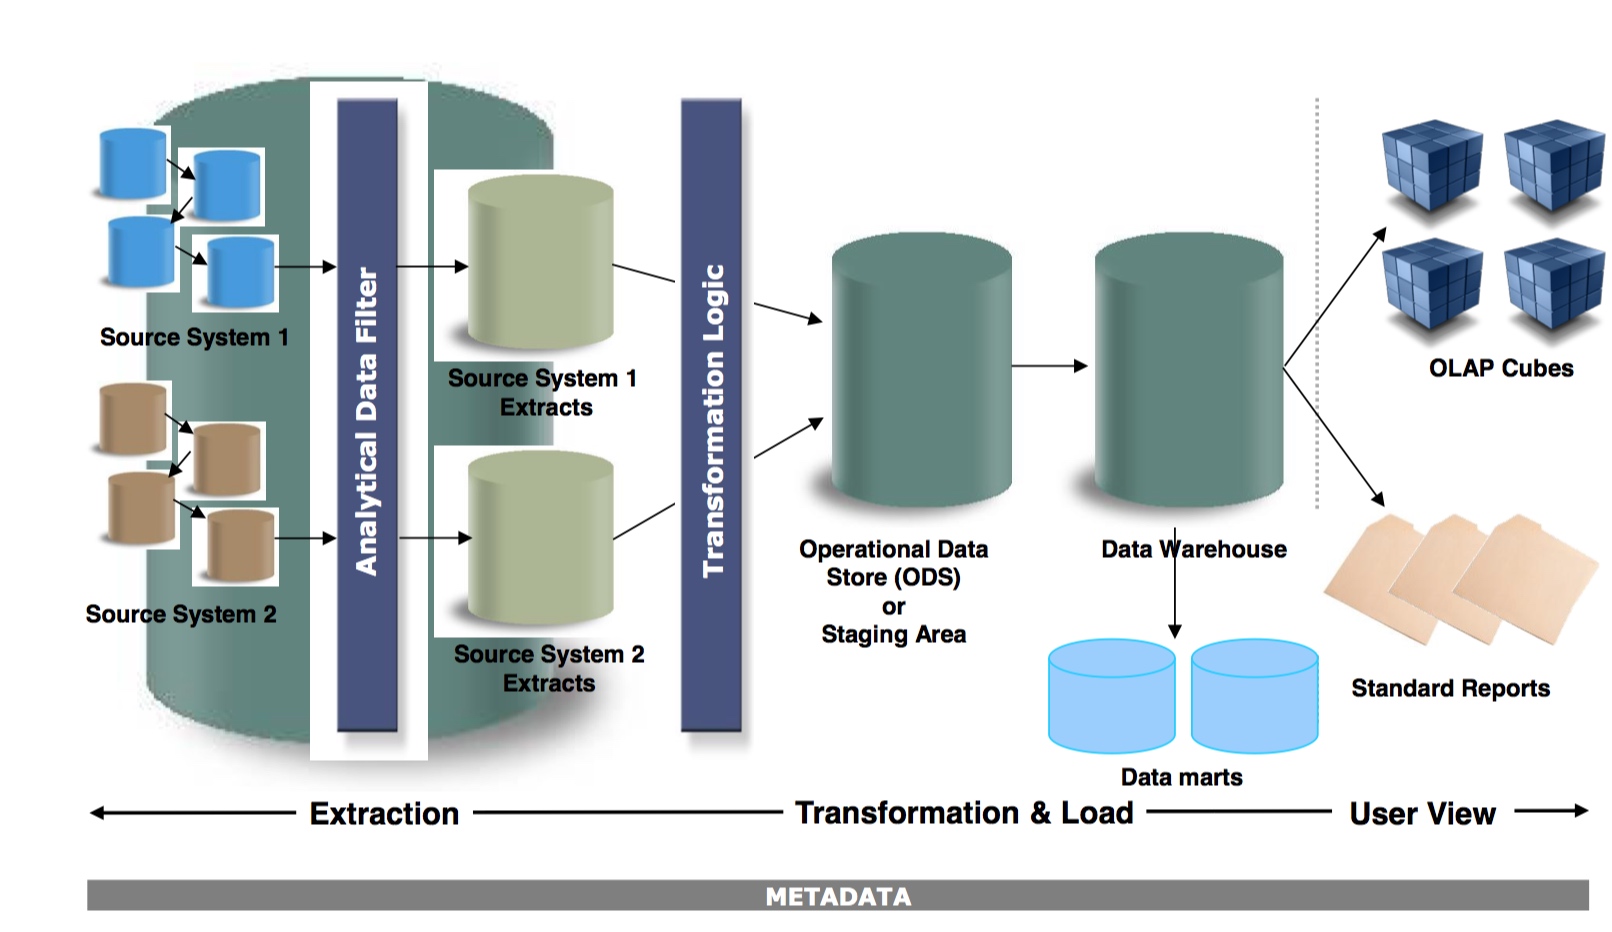 Source System 1
Source System 2
Analytical Data Filter
Source System 1
Extracts
Source System 2
Extracts
Transformation Logic
Operational Data
Store (ODS)
or
Staging Area
Data Warehouse
Data marts
OLAP Cubes
Standard Reports
Extraction
Transformation & Load
User View
METADATA